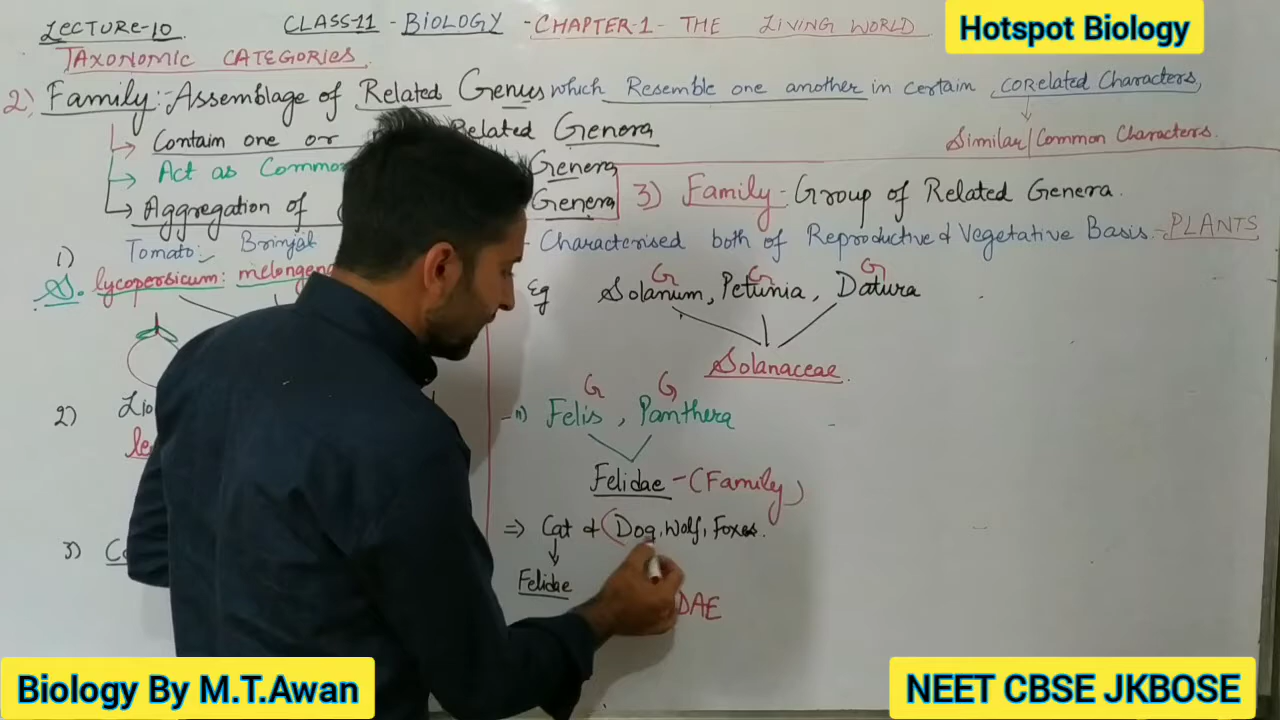 LECTURE-10 CLASS-11 - BIOLOGY - CHAPTER-1 - THE LIVING WORLD
Hotspot Biology
TAXONOMIC CATEGORIES
2) Family:- Assemblage of Related Genus which Resemble one another in certain CORelated Characters,
Contain one or Related Genera
Similar/Common Characters.
Act as Common Genera
Aggregation of Genera
3) Family - Group of Related Genera.
- Characterised both of Reproductive & Vegetative Basis - PLANTS
1) Tomato:- Brinjal
S. lycopersicum: melongena
Eg Solanum, Petunia, Datura
G G G
Solanaceae
2)
G G
ii) Felis, Panthera
Felidae - (Family)
⇒ Cat & (Dog, Wolf, Foxes.
3)
Felidae
DAE
Biology By M.T.Awan
NEET CBSE JKBOSE